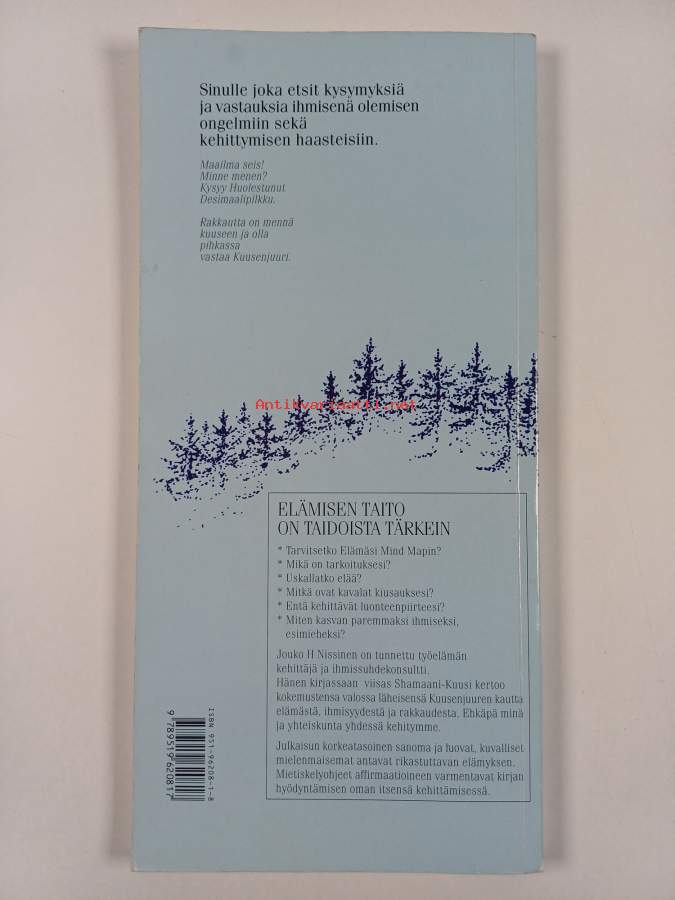 Sinulle joka etsit kysymyksiä
ja vastauksia ihmisenä olemisen
ongelmiin sekä
kehittymisen haasteisiin.
Maailma seis!
Minne menen?
Kysyy Huolestunut
Desimaalipilkku.
Rakkautta on mennä
kuuseen ja olla
pihkassa
vastaa Kuusenjuuri.
Antikvariaatti.net
ELÄMISEN TAITO
ON TAIDOISTA TÄRKEIN
* Tarvitsetko Elämäsi Mind Mapin?
* Mikä on tarkoituksesi?
* Uskallatko elää?
* Mitkä ovat kavalat kiusauksesi?
* Entä kehittävät luonteenpiirteesi?
* Miten kasvan paremmaksi ihmiseksi,
esimieheksi?
Jouko H Nissinen on tunnettu työelämän
kehittäjä ja ihmissuhdekonsultti.
Hänen kirjassaan viisas Shamaani-Kuusi kertoo
kokemustensa valossa läheisensä Kuusenjuuren kautta
elämästä, ihmisyydestä ja rakkaudesta. Ehkäpä minä
ja yhteiskunta yhdessä kehitymme.
Julkaisun korkeatasoinen sanoma ja luovat, kuvalliset
mielenmaisemat antavat rikastuttavan elämyksen.
Mietiskelyohjeet affirmaatioineen varmentavat kirjan
hyödyntämisen oman itsensä kehittämisessä.
ISBN 951-96208-1-8
9 789519 620817